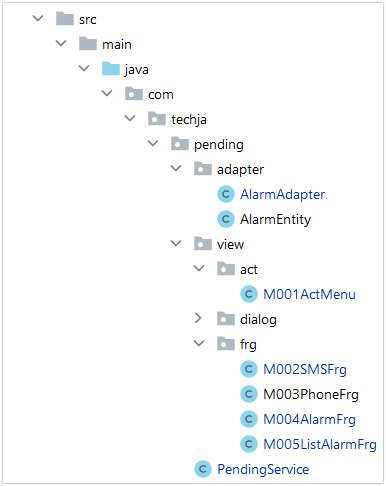 src
main
java
com
techja
pending
adapter
AlarmAdapter
AlarmEntity
view
act
M001ActMenu
dialog
frg
M002SMSFrg
M003PhoneFrg
M004AlarmFrg
M005ListAlarmFrg
PendingService